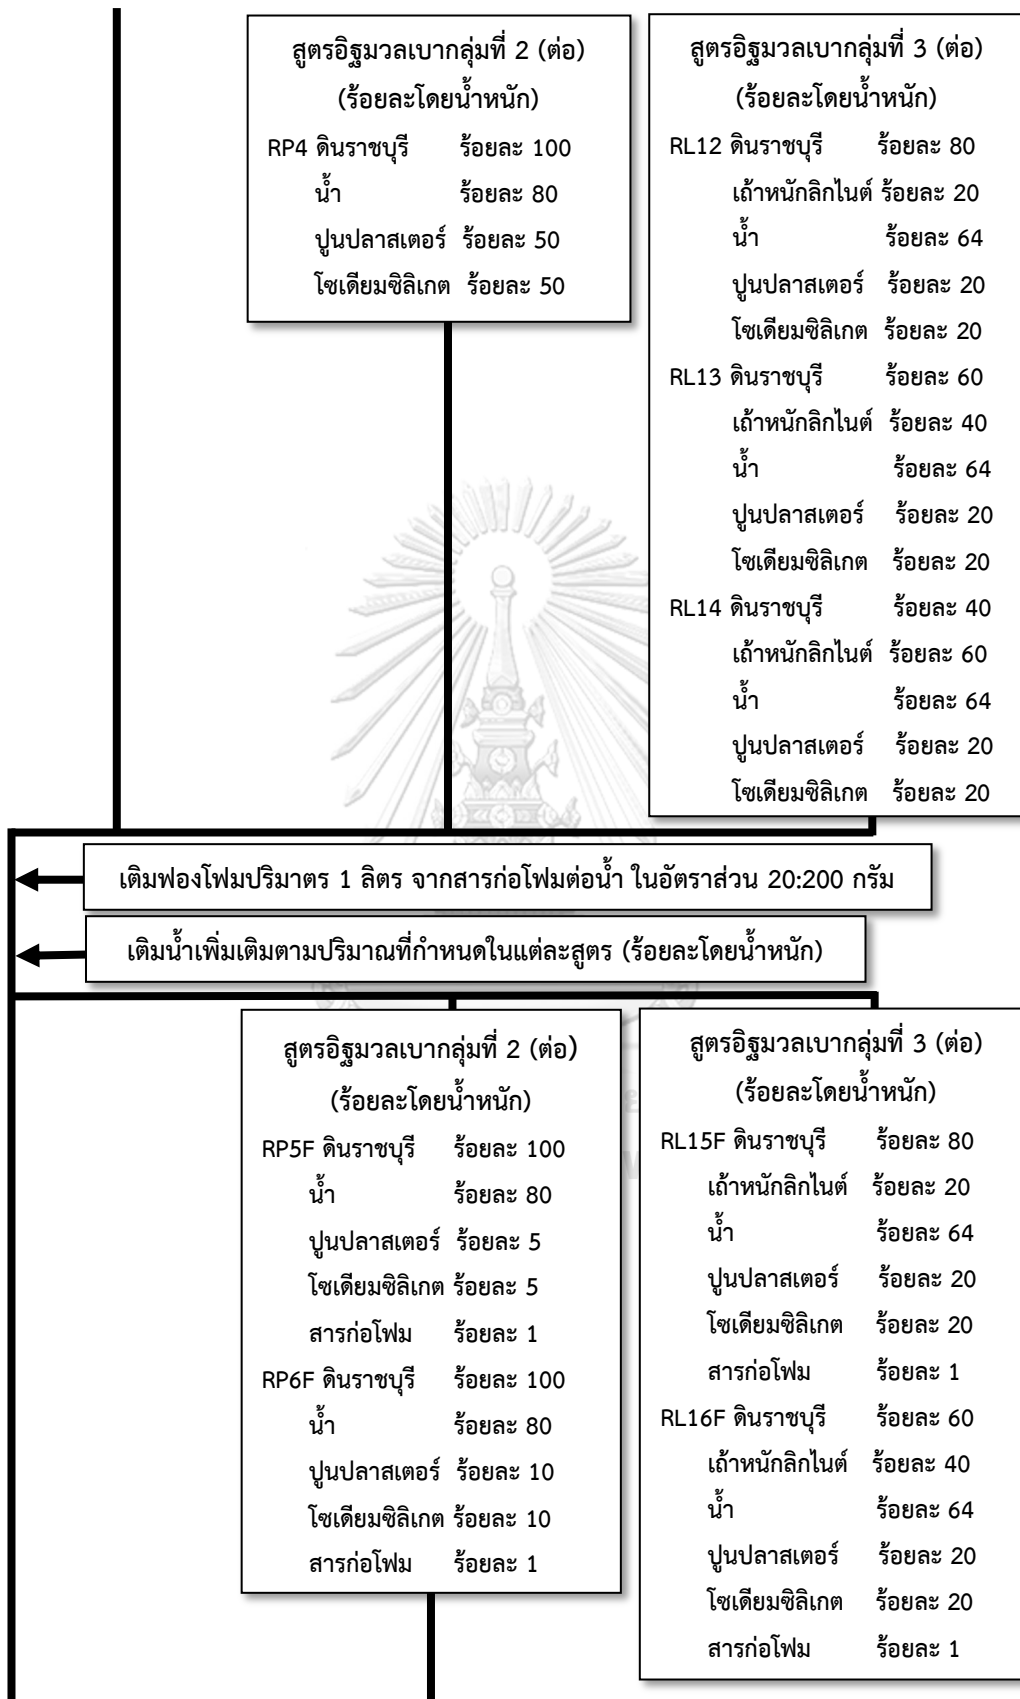 สูตรอิฐมวลเบากลุ่มที่ 2 (ต่อ)
(ร้อยละโดยน้ำหนัก)
RP4 ดินราชบุรี ร้อยละ 100
น้ำ ร้อยละ 80
ปูนปลาสเตอร์ ร้อยละ 50
โซเดียมซิลิเกต ร้อยละ 50
สูตรอิฐมวลเบากลุ่มที่ 3 (ต่อ)
(ร้อยละโดยน้ำหนัก)
RL12 ดินราชบุรี ร้อยละ 80
เถ้าหนักลิกไนต์ ร้อยละ 20
น้ำ ร้อยละ 64
ปูนปลาสเตอร์ ร้อยละ 20
โซเดียมซิลิเกต ร้อยละ 20
RL13 ดินราชบุรี ร้อยละ 60
เถ้าหนักลิกไนต์ ร้อยละ 40
น้ำ ร้อยละ 64
ปูนปลาสเตอร์ ร้อยละ 20
โซเดียมซิลิเกต ร้อยละ 20
RL14 ดินราชบุรี ร้อยละ 40
เถ้าหนักลิกไนต์ ร้อยละ 60
น้ำ ร้อยละ 64
ปูนปลาสเตอร์ ร้อยละ 20
โซเดียมซิลิเกต ร้อยละ 20
เติมฟองโฟมปริมาตร 1 ลิตร จากสารก่อโฟมต่อน้ำ ในอัตราส่วน 20:200 กรัม
เติมน้ำเพิ่มเติมตามปริมาณที่กำหนดในแต่ละสูตร (ร้อยละโดยน้ำหนัก)
สูตรอิฐมวลเบากลุ่มที่ 2 (ต่อ)
(ร้อยละโดยน้ำหนัก)
RP5F ดินราชบุรี ร้อยละ 100
น้ำ ร้อยละ 80
ปูนปลาสเตอร์ ร้อยละ 5
โซเดียมซิลิเกต ร้อยละ 5
สารก่อโฟม ร้อยละ 1
RP6F ดินราชบุรี ร้อยละ 100
น้ำ ร้อยละ 80
ปูนปลาสเตอร์ ร้อยละ 10
โซเดียมซิลิเกต ร้อยละ 10
สารก่อโฟม ร้อยละ 1
สูตรอิฐมวลเบากลุ่มที่ 3 (ต่อ)
(ร้อยละโดยน้ำหนัก)
RL15F ดินราชบุรี ร้อยละ 80
เถ้าหนักลิกไนต์ ร้อยละ 20
น้ำ ร้อยละ 64
ปูนปลาสเตอร์ ร้อยละ 20
โซเดียมซิลิเกต ร้อยละ 20
สารก่อโฟม ร้อยละ 1
RL16F ดินราชบุรี ร้อยละ 60
เถ้าหนักลิกไนต์ ร้อยละ 40
น้ำ ร้อยละ 64
ปูนปลาสเตอร์ ร้อยละ 20
โซเดียมซิลิเกต ร้อยละ 20
สารก่อโฟม ร้อยละ 1